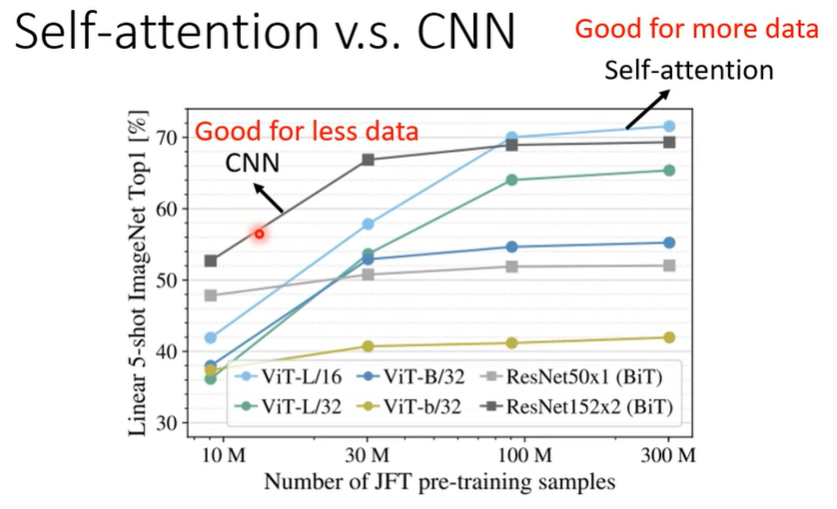 Self-attention v.s. CNN
Good for more data
Self-attention
Good for less data
CNN
Linear 5-shot ImageNet Top1 [%]
70
60
50
40
30
ViT-L/16 ViT-B/32 ResNet50x1 (BiT)
ViT-L/32 ViT-b/32 ResNet152x2 (BiT)
10 M 30 M 100 M 300 M
Number of JFT pre-training samples